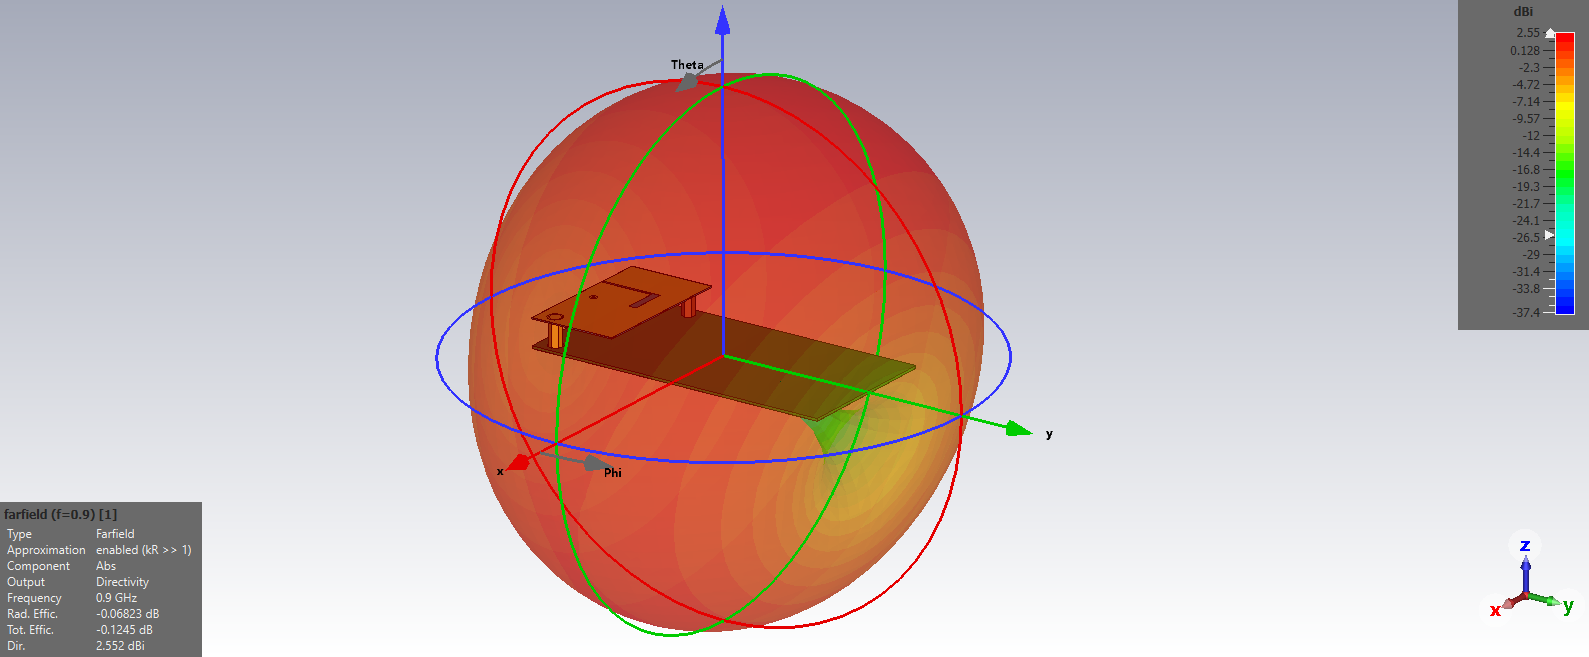 dBi
2.55
0.128
-2.3
-4.72
-7.14
-9.57
-12
-14.4
-16.8
-19.3
-21.7
-24.1
-26.5
-29
-31.4
-33.8
-37.4
Theta
x
Phi
y
farfield (f=0.9) [1]
Type Farfield
Approximation enabled (kR >> 1)
Component Abs
Output Directivity
Frequency 0.9 GHz
Rad. Effic. -0.06823 dB
Tot. Effic. -0.1245 dB
Dir. 2.552 dBi
z
x
y